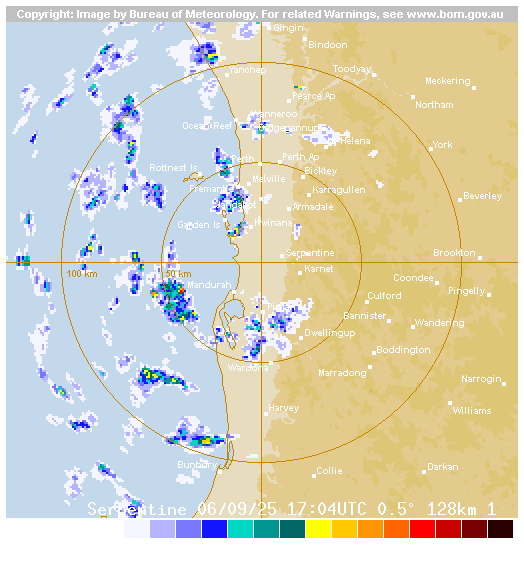 Copyright: Image by Bureau of Meteorology. For related Warnings, see www.bom.gov.au
Gingin
Bindoon
Yanchep
Toodyay
Meckering
Pearce Ap
Northam
Wanneroo
Ocean Reef
Helena
York
Perth
Perth Ap
Rottnest Is
Bickley
Melville
Fremantle
Karragullen
Beverley
Armadale
Garden Is
Kwinana
Serpentine
Brookton
100 km
50 km
Karnet
Coondee
Mandurah
Pingelly
Culford
Bannister
Wandering
Dwellingup
Boddington
Waroona
Marradong
Narrogin
Harvey
Williams
Bunbury
Collie
Darkan
Serpentine 06/09/25 17:04UTC 0.5° 128km 1